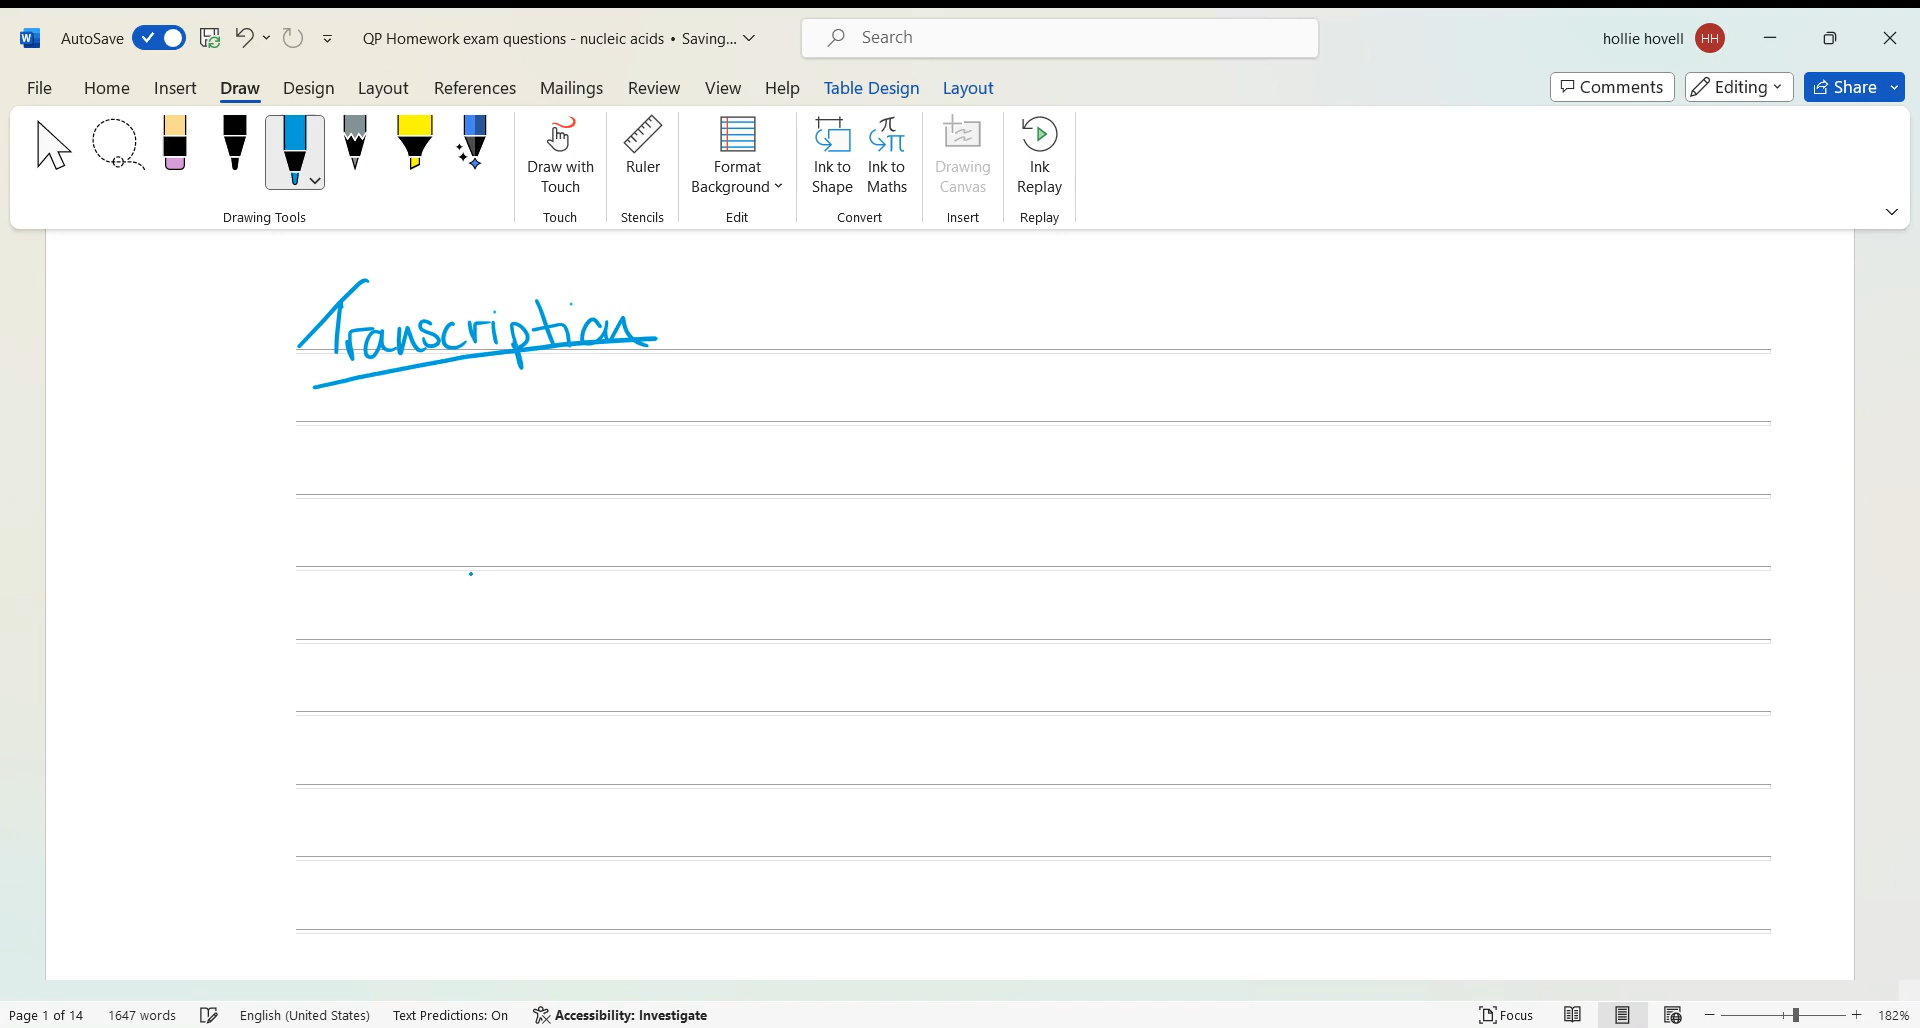 AutoSave QP Homework exam questions - nucleic acids • Saving... Search hollie hovell HH
File Home Insert Draw Design Layout References Mailings Review View Help Table Design Layout Comments Editing Share
Draw with Touch Ruler Format Background Ink to Shape Ink to Maths Drawing Canvas Ink Replay
Drawing Tools Touch Stencils Edit Convert Insert Replay
Transcription
Page 1 of 14 1647 words English (United States) Text Predictions: On Accessibility: Investigate Focus 182%